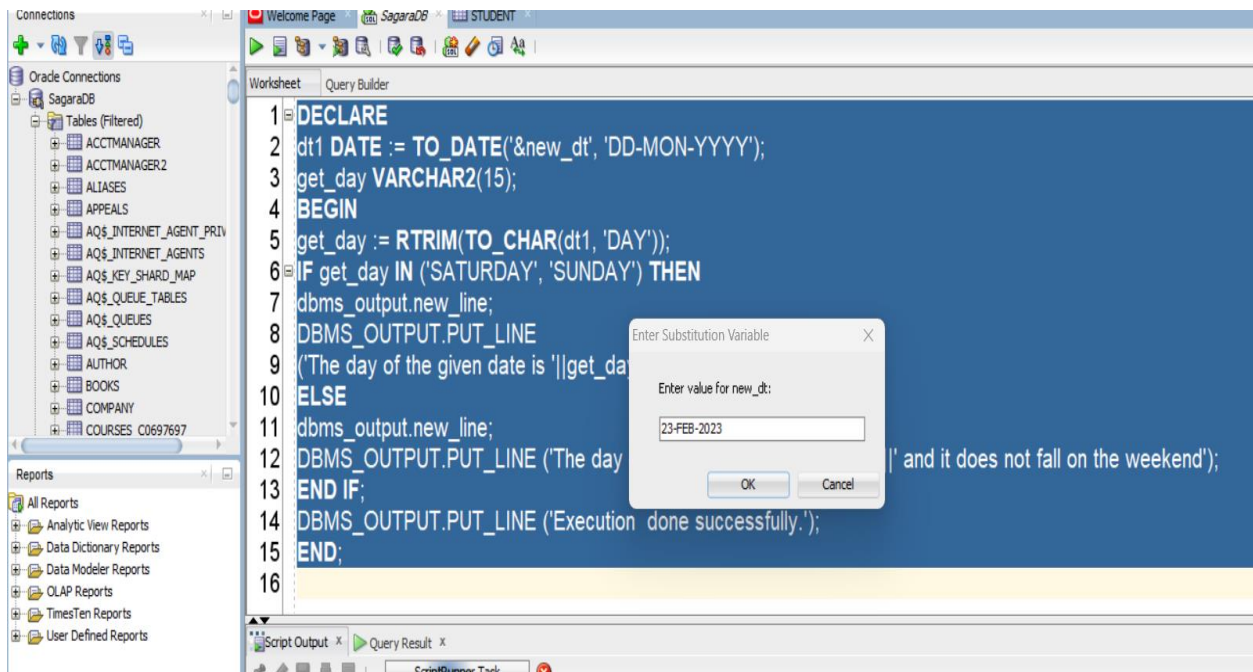 Connections
Welcome Page
SagaraDB
STUDENT
Oracle Connections
SagaraDB
Tables (Filtered)
ACCTMANAGER
ACCTMANAGER2
ALIASES
APPEALS
AQ$_INTERNET_AGENT_PRIV
AQ$_INTERNET_AGENTS
AQ$_KEY_SHARD_MAP
AQ$_QUEUE_TABLES
AQ$_QUEUES
AQ$_SCHEDULES
AUTHOR
BOOKS
COMPANY
COURSES_C0697697
Reports
All Reports
Analytic View Reports
Data Dictionary Reports
Data Modeler Reports
OLAP Reports
TimesTen Reports
User Defined Reports
Worksheet Query Builder
1 DECLARE
2 dt1 DATE := TO_DATE('&new_dt', 'DD-MON-YYYY');
3 get_day VARCHAR2(15);
4 BEGIN
5 get_day := RTRIM(TO_CHAR(dt1, 'DAY'));
6 IF get_day IN ('SATURDAY', 'SUNDAY') THEN
7 dbms_output.new_line;
8 DBMS_OUTPUT.PUT_LINE
9 ('The day of the given date is '||get_day
10 ELSE
11 dbms_output.new_line;
12 DBMS_OUTPUT.PUT_LINE ('The day |' and it does not fall on the weekend');
13 END IF;
14 DBMS_OUTPUT.PUT_LINE ('Execution  done successfully.');
15 END;
16
Enter Substitution Variable
Enter value for new_dt:
23-FEB-2023
OK Cancel
Script Output Query Result
ScriptRunner Task